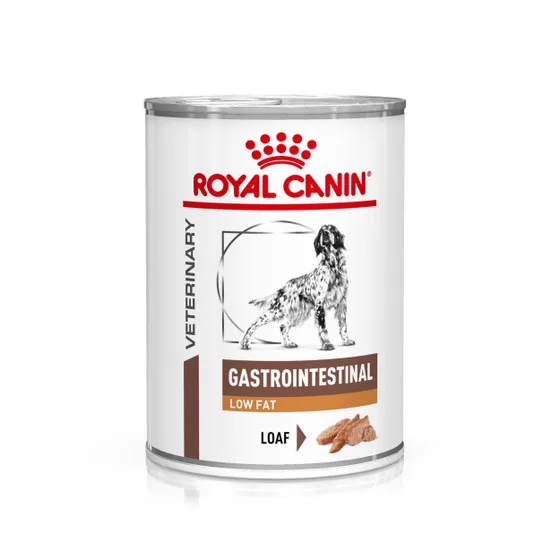 ROYAL CANIN®
VETERINARY
GASTROINTESTINAL
LOW FAT
LOAF